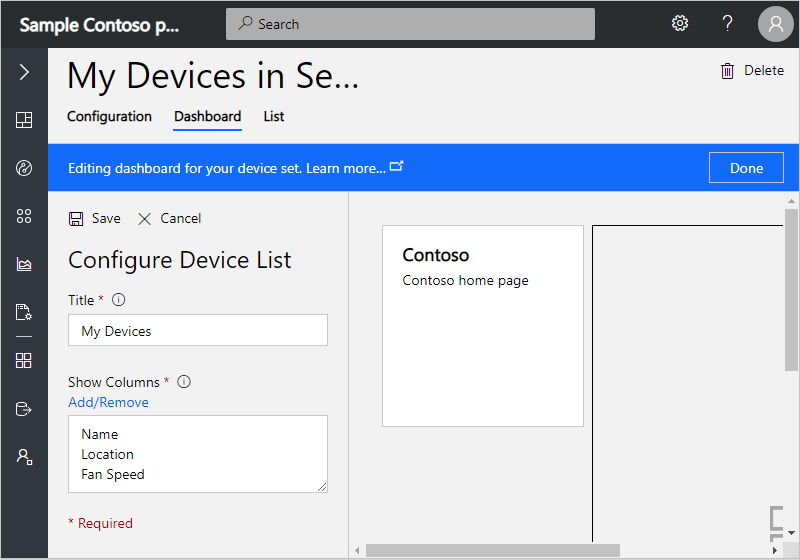 Sample Contoso p...
Search
?
My Devices in Se...
Delete
Configuration
Dashboard
List
Editing dashboard for your device set. Learn more...
Done
Save
Cancel
Configure Device List
Title *
My Devices
Show Columns *
Add/Remove
Name
Location
Fan Speed
* Required
Contoso
Contoso home page